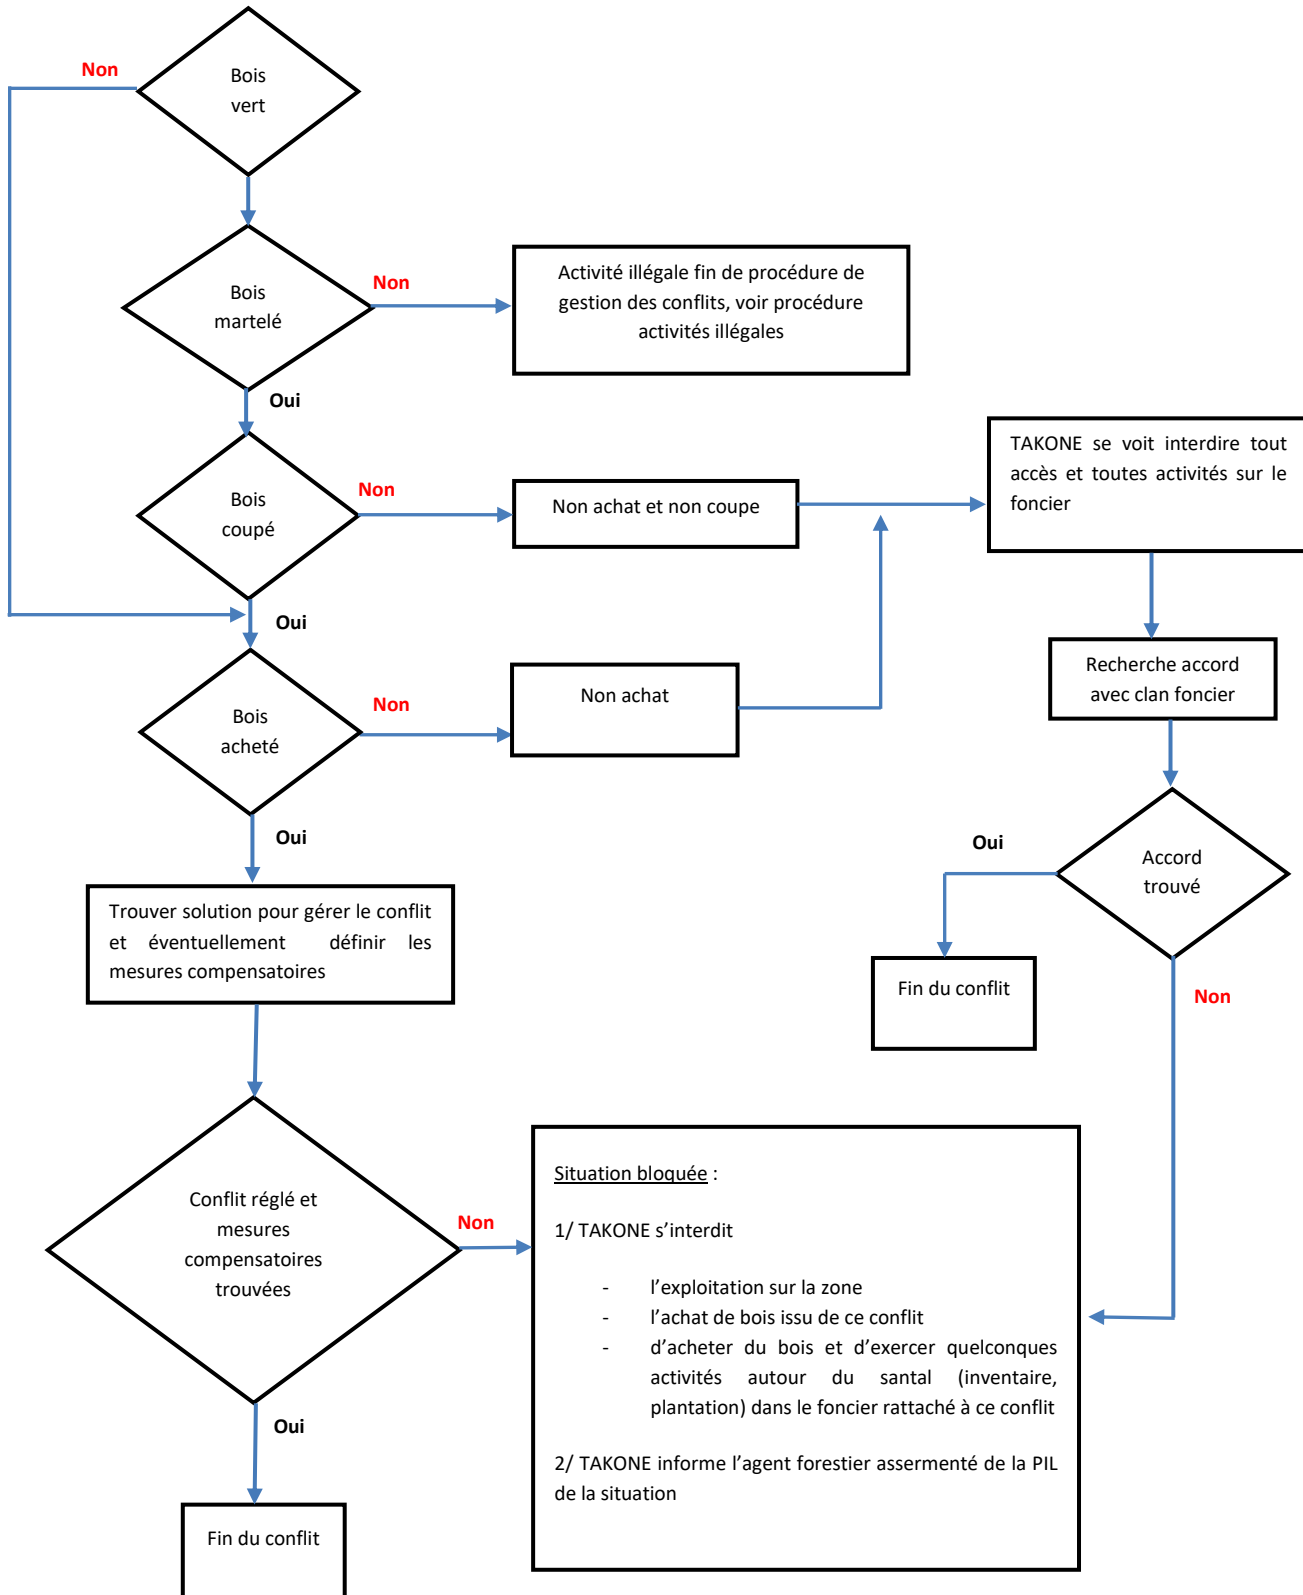 Non
Bois
vert
Bois
martelé
Non
Activité illégale fin de procédure de
gestion des conflits, voir procédure
activités illégales
Oui
Bois
coupé
Non
Non achat et non coupe
TAKONE se voit interdire tout
accès et toutes activités sur le
foncier
Oui
Bois
acheté
Non
Non achat
Recherche accord
avec clan foncier
Oui
Accord
trouvé
Oui
Trouver solution pour gérer le conflit
et éventuellement définir les
mesures compensatoires
Fin du conflit
Non
Conflit réglé et
mesures
compensatoires
trouvées
Non
Situation bloquée :
1/ TAKONE s’interdit
- l’exploitation sur la zone
- l’achat de bois issu de ce conflit
- d’acheter du bois et d’exercer quelconques
activités autour du santal (inventaire,
plantation) dans le foncier rattaché à ce conflit
2/ TAKONE informe l’agent forestier assermenté de la PIL
de la situation
Oui
Fin du conflit